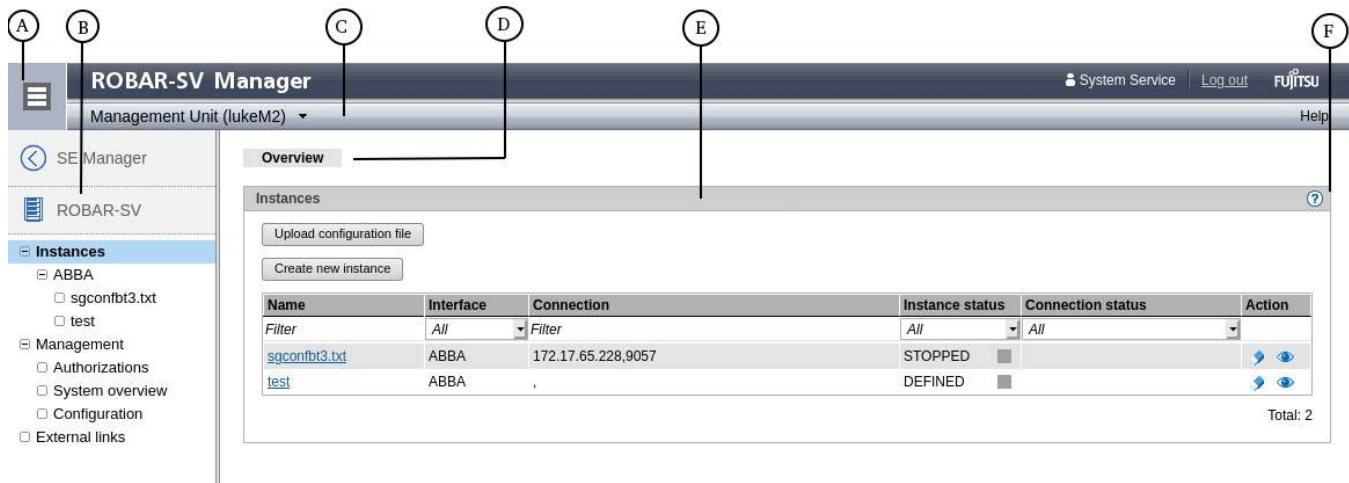 A B C D E F
ROBAR-SV Manager System Service Log out FUJITSU
Management Unit (lukeM2) Help
SE Manager
ROBAR-SV
Instances
ABBA
sgconfbt3.txt
test
Management
Authorizations
System overview
Configuration
External links
Overview
Instances ?
Upload configuration file
Create new instance
Name Interface Connection Instance status Connection status Action
Filter All Filter All All
sgconfbt3.txt ABBA 172.17.65.228,9057 STOPPED
test ABBA , DEFINED
Total: 2